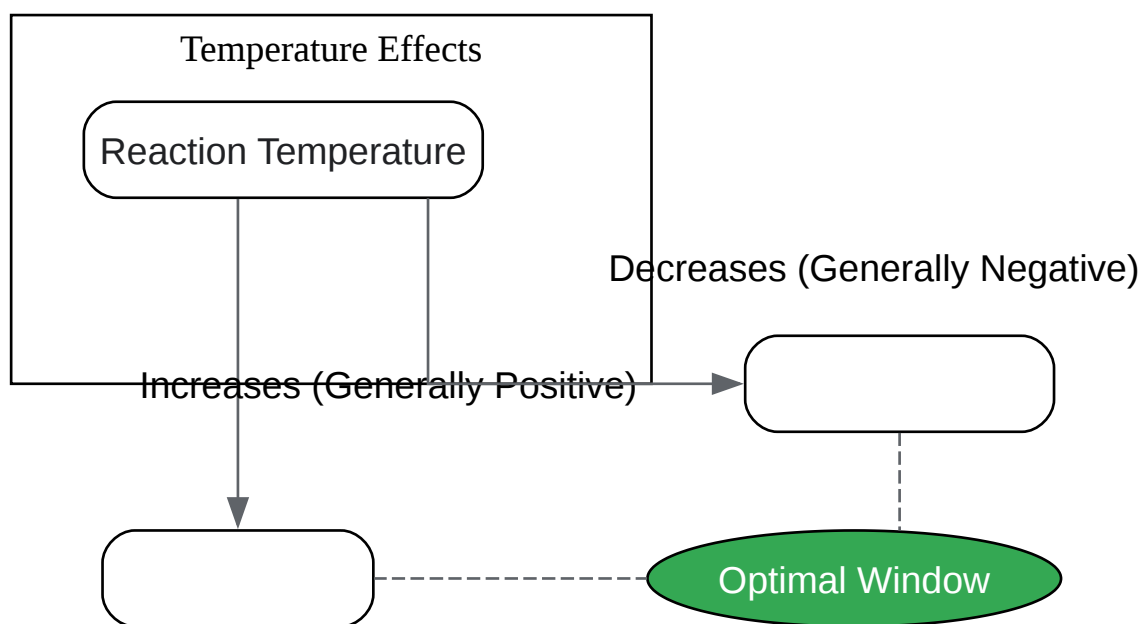 Temperature Effects
Reaction Temperature
Decreases (Generally Negative)
Increases (Generally Positive)
Optimal Window